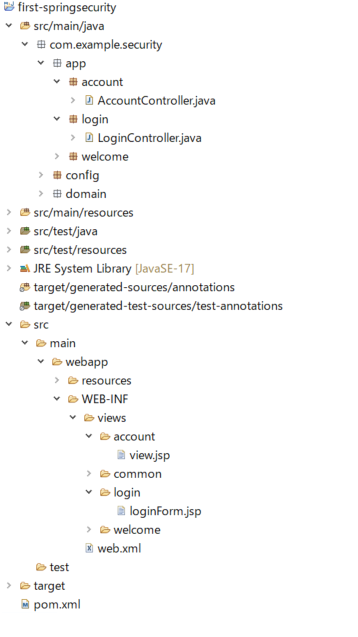 first-springsecurity
src/main/java
com.example.security
app
account
AccountController.java
login
LoginController.java
welcome
config
domain
src/main/resources
src/test/java
src/test/resources
JRE System Library [JavaSE-17]
target/generated-sources/annotations
target/generated-test-sources/test-annotations
src
main
webapp
resources
WEB-INF
views
account
view.jsp
common
login
loginForm.jsp
welcome
web.xml
test
target
pom.xml